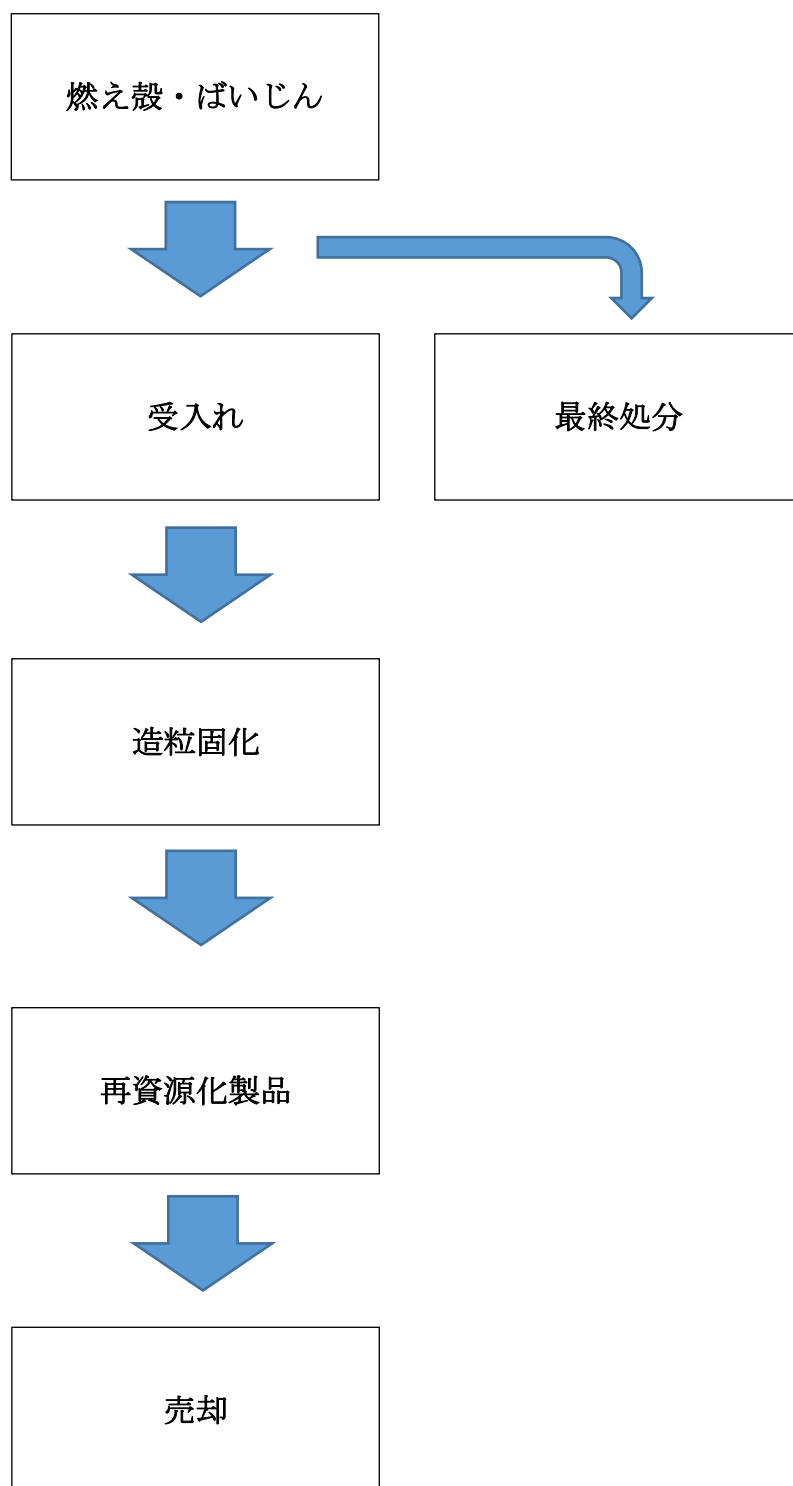 燃え殻・ばいじん
受入れ
最終処分
造粒固化
再資源化製品
売却